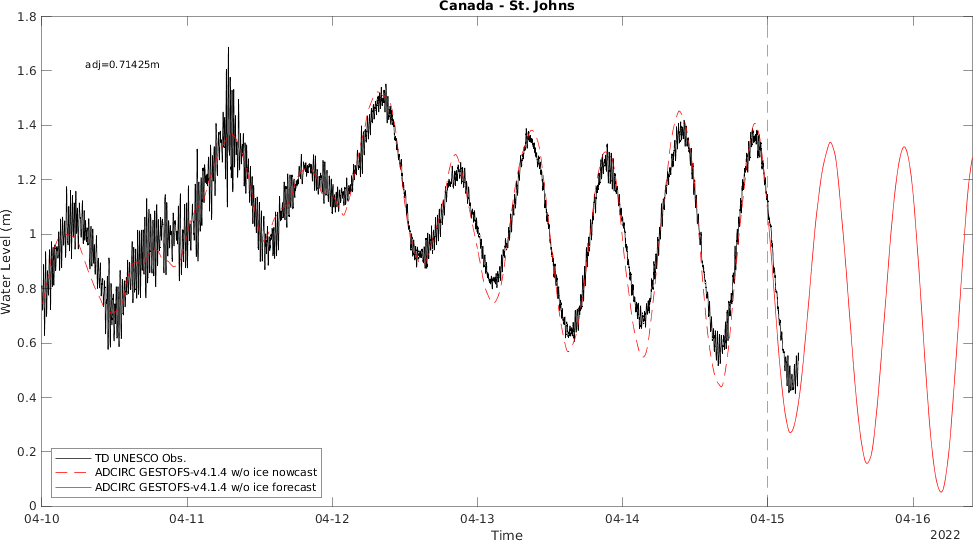 Canada - St. Johns
1.8
1.6
1.4
1.2
1
0.8
0.6
0.4
0.2
0
Water Level (m)
adj=0.71425m
TD UNESCO Obs.
ADCIRC GESTOFS-v4.1.4 w/o ice nowcast
ADCIRC GESTOFS-v4.1.4 w/o ice forecast
04-10 04-11 04-12 04-13 04-14 04-15 04-16
Time
2022